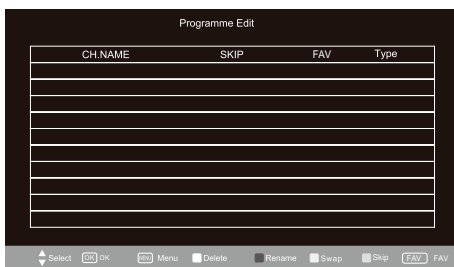 Programme Edit
CH.NAME SKIP FAV Type
Select OK OK MENU Menu Delete Rename Swap Skip FAV FAV